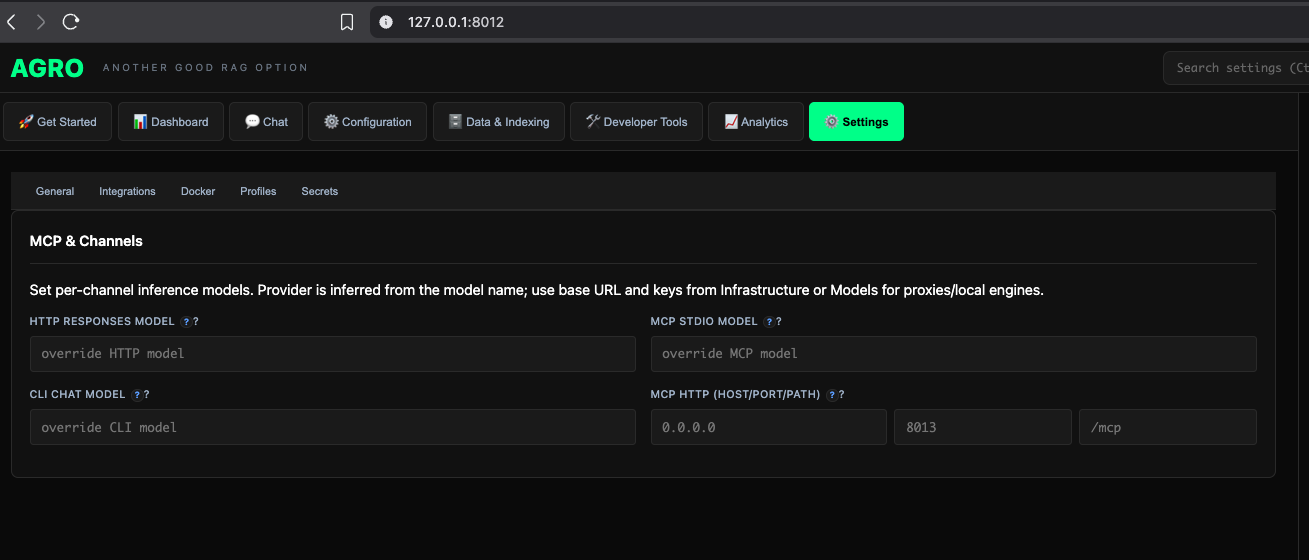 127.0.0.1:8012
AGRO ANOTHER GOOD RAG OPTION
Search settings (Ct
🚀 Get Started 📊 Dashboard 💬 Chat ⚙️ Configuration 🗄️ Data & Indexing 🛠️ Developer Tools 📈 Analytics ⚙️ Settings
General Integrations Docker Profiles Secrets
MCP & Channels
Set per-channel inference models. Provider is inferred from the model name; use base URL and keys from Infrastructure or Models for proxies/local engines.
HTTP RESPONSES MODEL ? ?
override HTTP model
MCP STDIO MODEL ? ?
override MCP model
CLI CHAT MODEL ? ?
override CLI model
MCP HTTP (HOST/PORT/PATH) ? ?
0.0.0.0 8013 /mcp